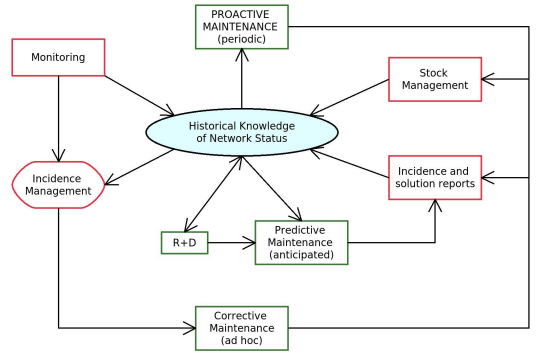 PROACTIVE
MAINTENANCE
(periodic)
Monitoring
Stock
Management
Historical Knowledge
of Network Status
Incidence
Management
Incidence and
solution reports
R+D
Predictive
Maintenance
(anticipated)
Corrective
Maintenance
(ad hoc)